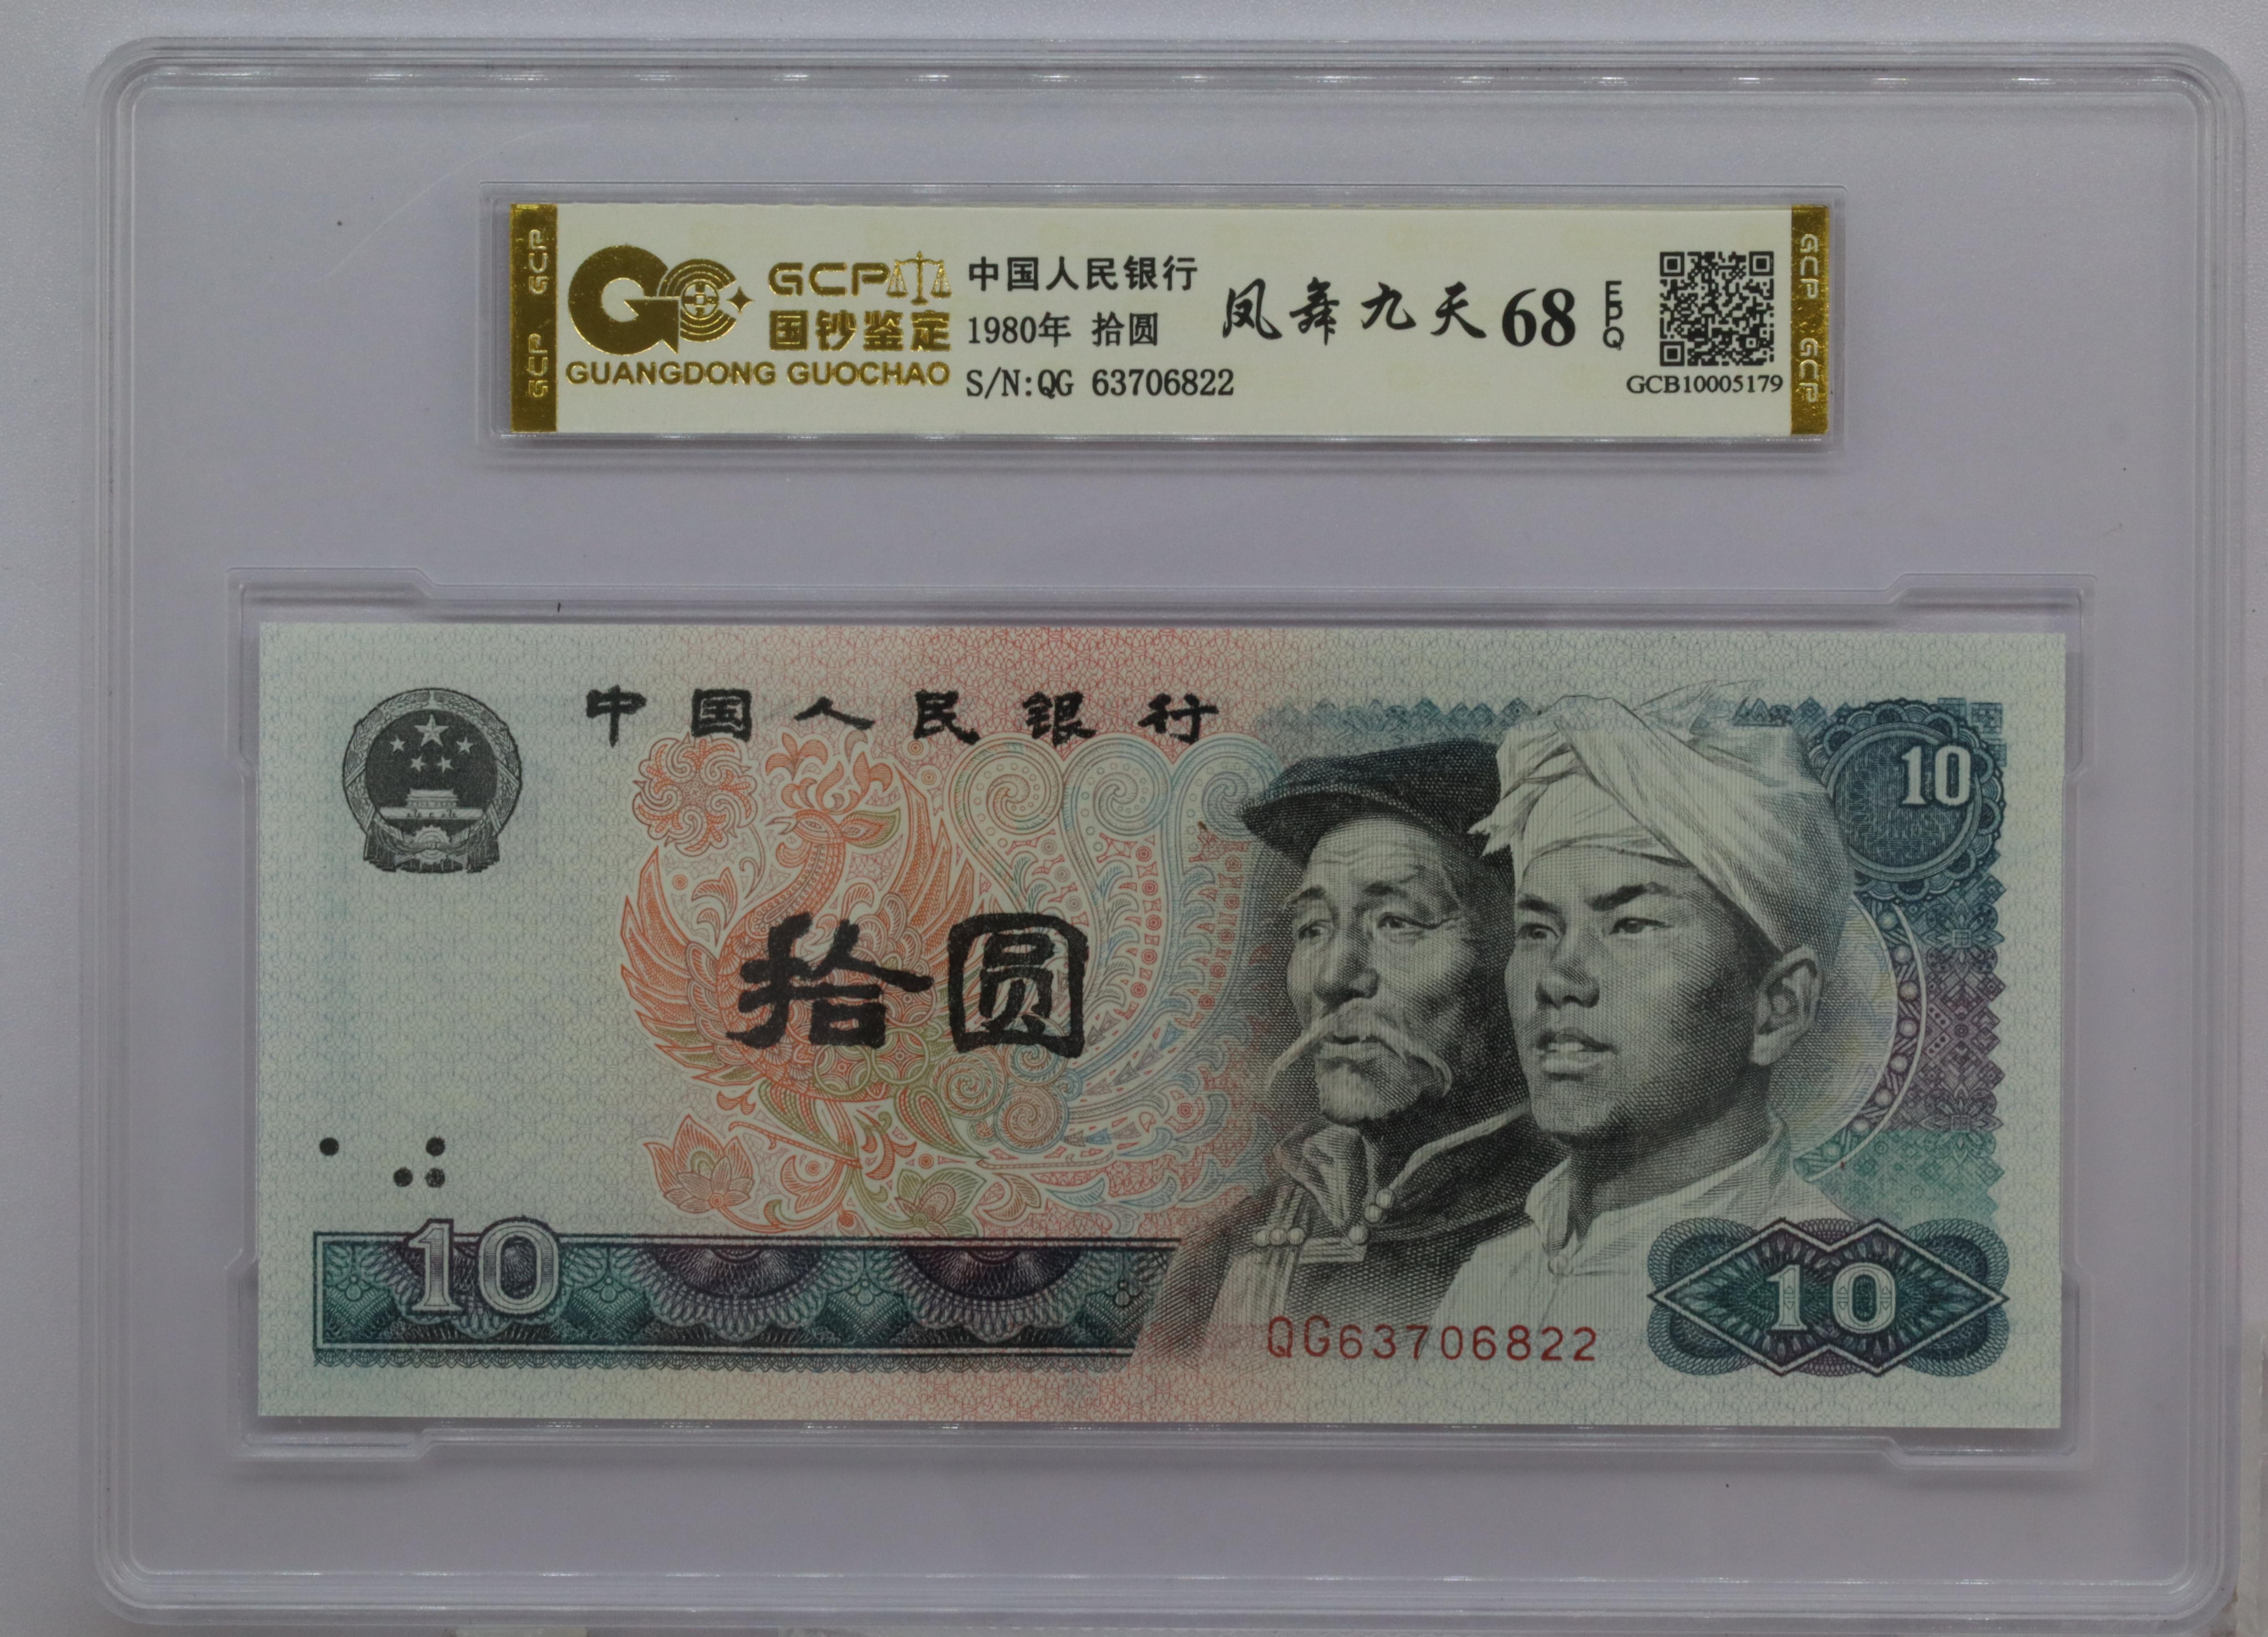 GCP GCP
GCP
国钞鉴定
GUANGDONG GUOCHAO
中国人民银行
1980年 拾圆
S/N:QG 63706822
凤舞九天 68 EPQ
GCB10005179
GCP GCP
中国人民银行
10
拾圆
10
QG63706822
10